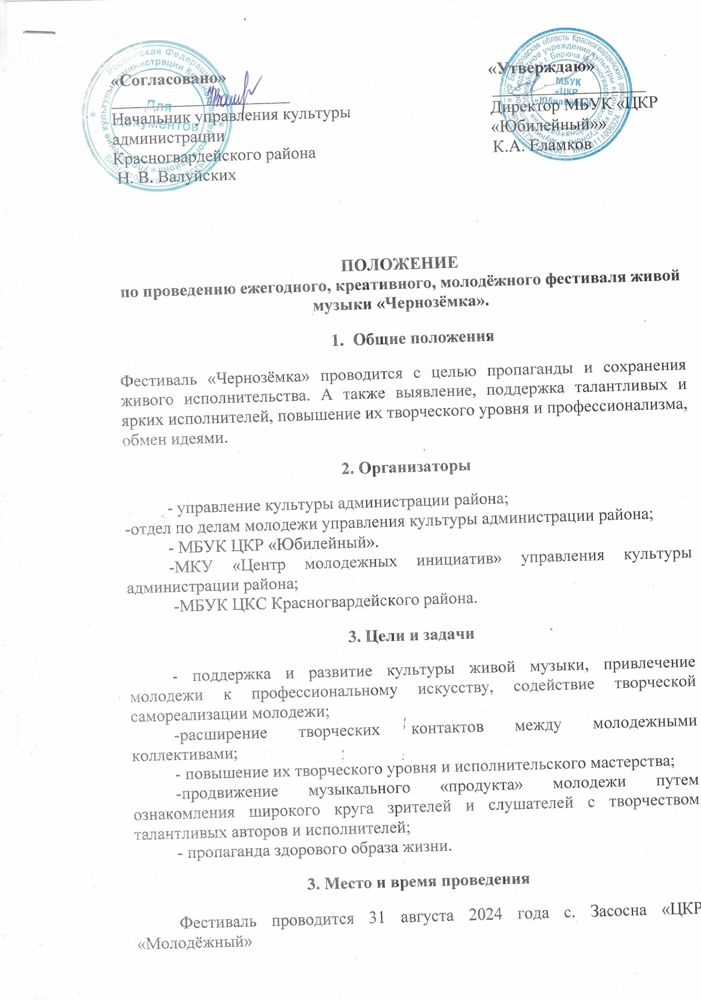 «Согласовано»
Начальник управления культуры
администрации
Красногвардейского района
Н. В. Валуйских
Для
документов
«Утверждаю»
Директор МБУК «ЦКР
«Юбилейный»»
К.А. Еламков
МБУК
«ЦКР
«Юбилейный»
ПОЛОЖЕНИЕ
по проведению ежегодного, креативного, молодёжного фестиваля живой
музыки «Чернозёмка».
1. Общие положения
Фестиваль «Чернозёмка» проводится с целью пропаганды и сохранения
живого исполнительства. А также выявление, поддержка талантливых и
ярких исполнителей, повышение их творческого уровня и профессионализма,
обмен идеями.
2. Организаторы
- управление культуры администрации района;
-отдел по делам молодежи управления культуры администрации района;
- МБУК ЦКР «Юбилейный».
-МКУ «Центр молодежных инициатив» управления культуры
администрации района;
-МБУК ЦКС Красногвардейского района.
3. Цели и задачи
- поддержка и развитие культуры живой музыки, привлечение
молодежи к профессиональному искусству, содействие творческой
самореализации молодежи;
-расширение творческих контактов между молодежными
коллективами;
- повышение их творческого уровня и исполнительского мастерства;
-продвижение музыкального «продукта» молодежи путем
ознакомления широкого круга зрителей и слушателей с творчеством
талантливых авторов и исполнителей;
- пропаганда здорового образа жизни.
3. Место и время проведения
Фестиваль проводится 31 августа 2024 года с. Засосна «ЦКР
«Молодёжный»